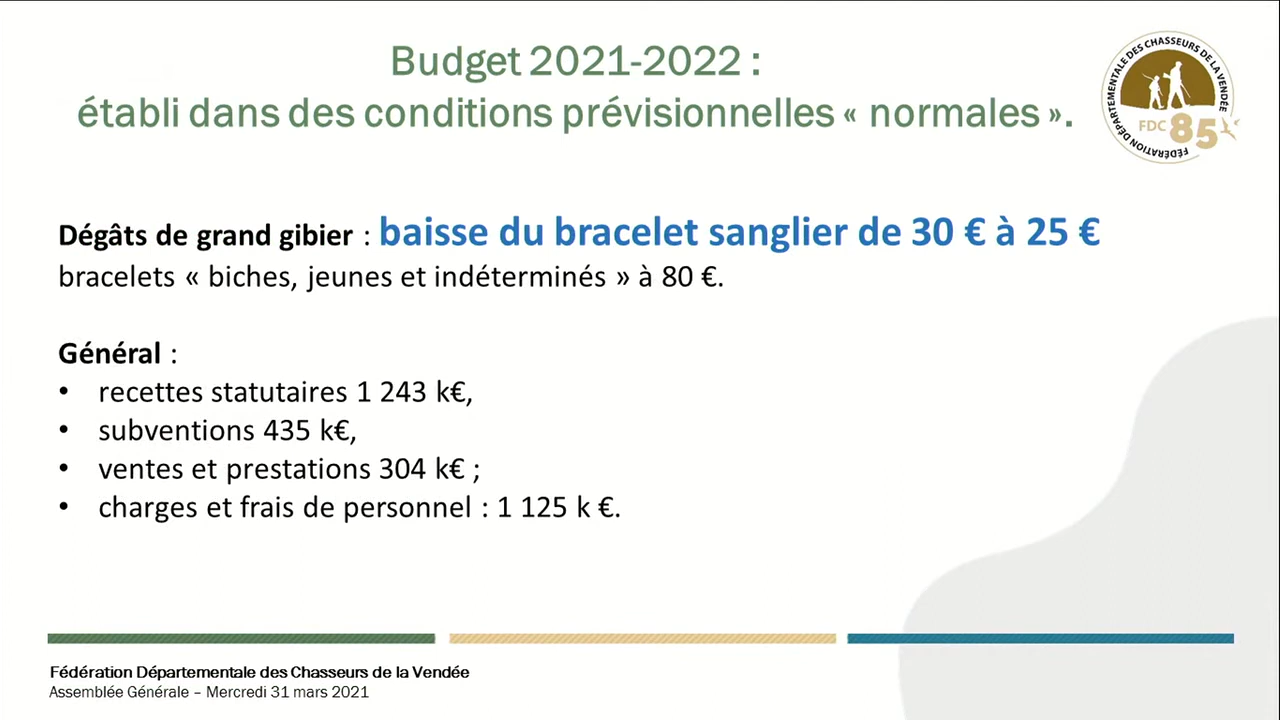 Budget 2021-2022 :
établi dans des conditions prévisionnelles « normales ».
FÉDÉRATION DÉPARTEMENTALE DES CHASSEURS DE LA VENDÉE
FDC 85
Dégâts de grand gibier : baisse du bracelet sanglier de 30 € à 25 €
bracelets « biches, jeunes et indéterminés » à 80 €.
Général :
• recettes statutaires 1 243 k€,
• subventions 435 k€,
• ventes et prestations 304 k€ ;
• charges et frais de personnel : 1 125 k €.
Fédération Départementale des Chasseurs de la Vendée
Assemblée Générale – Mercredi 31 mars 2021